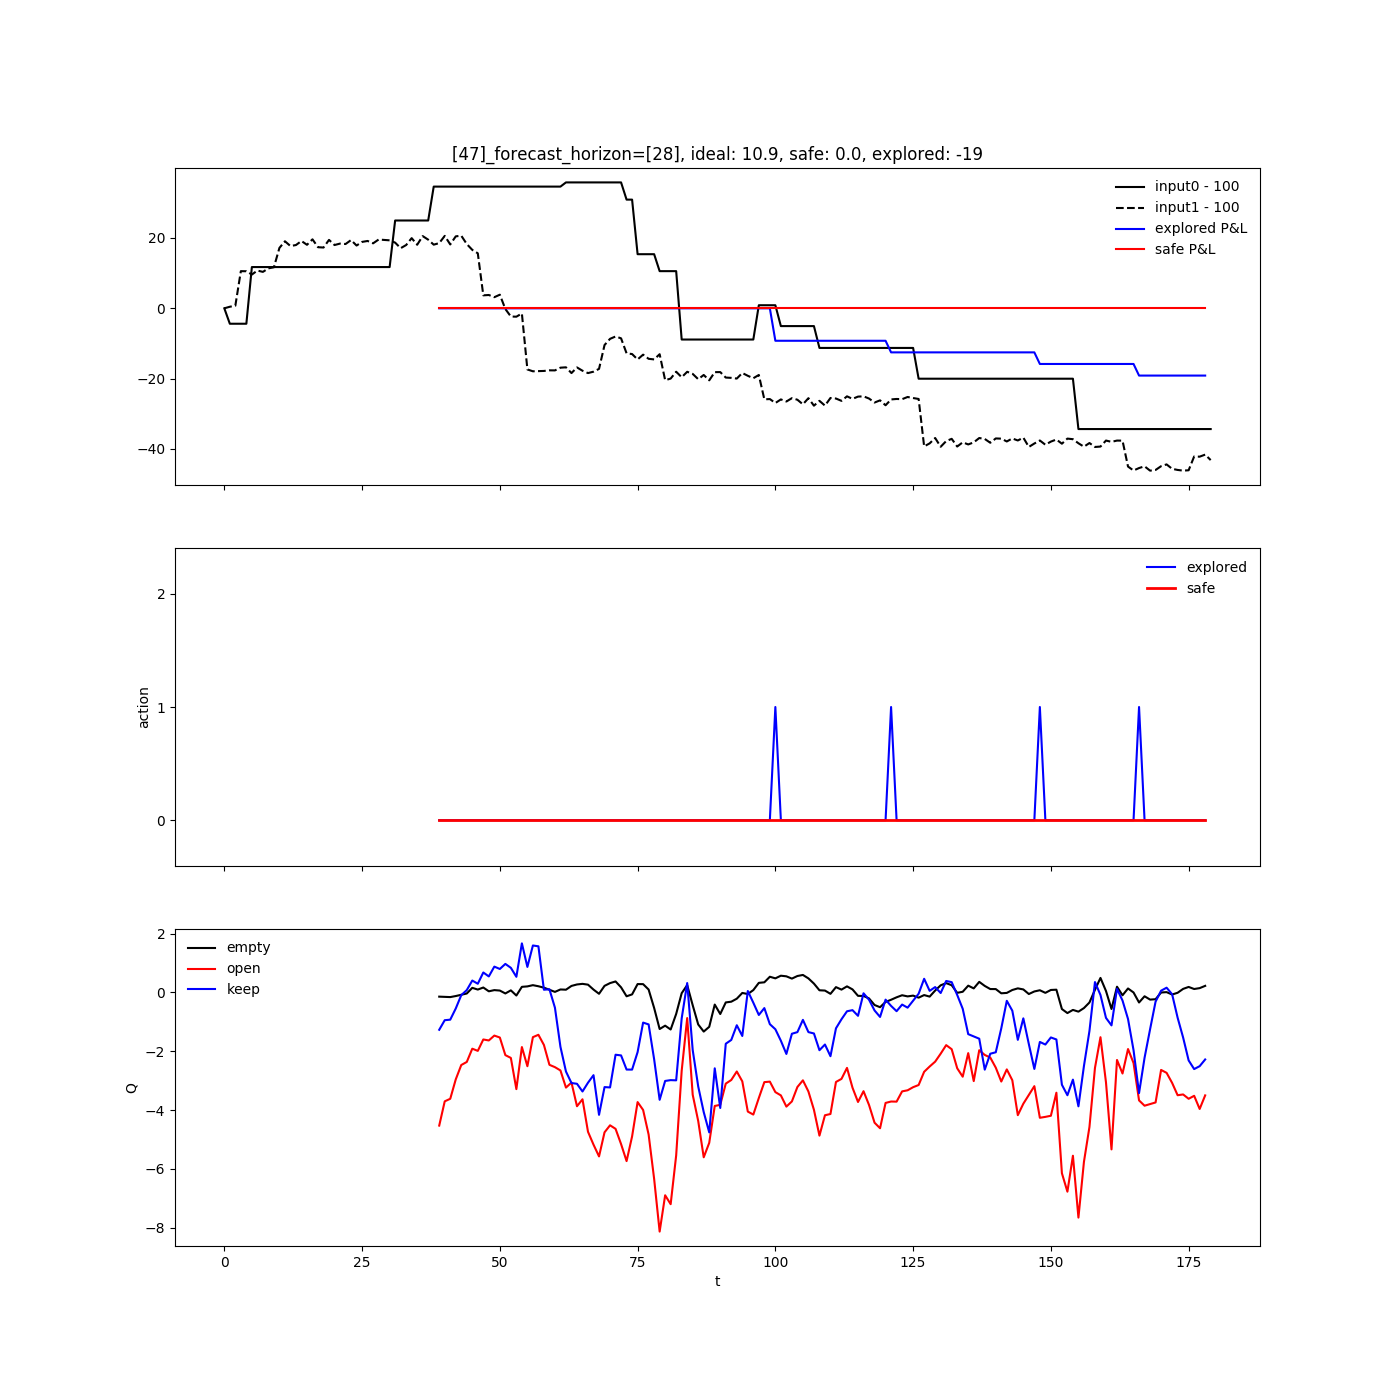 [47]_forecast_horizon=[28], ideal: 10.9, safe: 0.0, explored: -19
input0 - 100
input1 - 100
explored P&L
safe P&L
20
0
−20
−40
explored
safe
2
1
0
action
empty
open
keep
2
0
−2
−4
−6
−8
Q
0 25 50 75 100 125 150 175
t